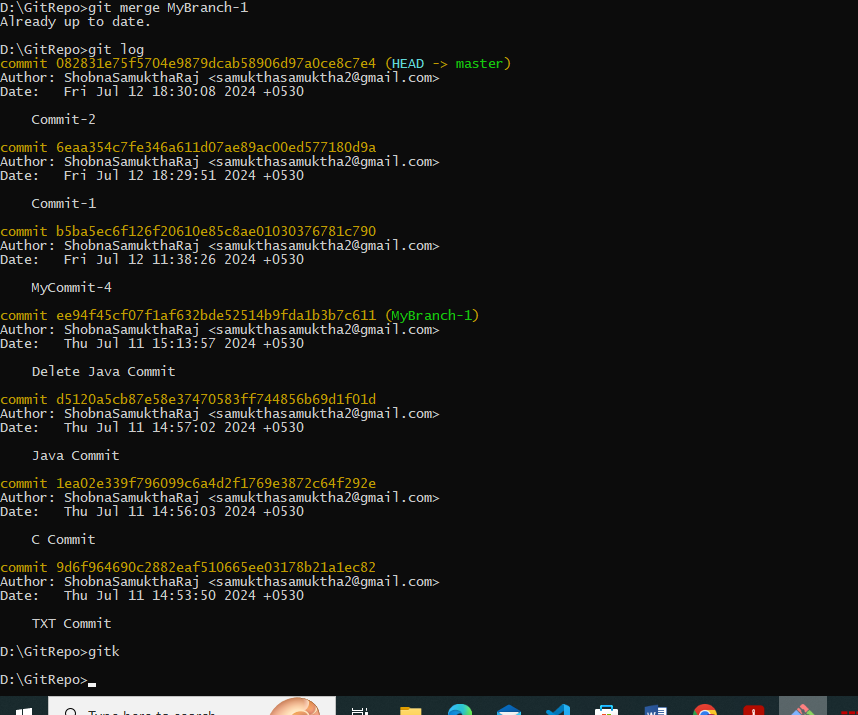 D:\GitRepo>git merge MyBranch-1
Already up to date.
D:\GitRepo>git log
commit 082831e75f5704e9879dcab58906d97a0ce8c7e4 (HEAD -> master)
Author: ShobnaSamukthaRaj <samukthasamuktha2@gmail.com>
Date:   Fri Jul 12 18:30:08 2024 +0530
Commit-2
commit 6eaa354c7fe346a611d07ae89ac00ed577180d9a
Author: ShobnaSamukthaRaj <samukthasamuktha2@gmail.com>
Date:   Fri Jul 12 18:29:51 2024 +0530
Commit-1
commit b5ba5ec6f126f20610e85c8ae01030376781c790
Author: ShobnaSamukthaRaj <samukthasamuktha2@gmail.com>
Date:   Fri Jul 12 11:38:26 2024 +0530
MyCommit-4
commit ee94f45cf07f1af632bde52514b9fda1b3b7c611 (MyBranch-1)
Author: ShobnaSamukthaRaj <samukthasamuktha2@gmail.com>
Date:   Thu Jul 11 15:13:57 2024 +0530
Delete Java Commit
commit d5120a5cb87e58e37470583ff744856b69d1f01d
Author: ShobnaSamukthaRaj <samukthasamuktha2@gmail.com>
Date:   Thu Jul 11 14:57:02 2024 +0530
Java Commit
commit 1ea02e339f796099c6a4d2f1769e3872c64f292e
Author: ShobnaSamukthaRaj <samukthasamuktha2@gmail.com>
Date:   Thu Jul 11 14:56:03 2024 +0530
C Commit
commit 9d6f964690c2882eaf510665ee03178b21a1ec82
Author: ShobnaSamukthaRaj <samukthasamuktha2@gmail.com>
Date:   Thu Jul 11 14:53:50 2024 +0530
TXT Commit
D:\GitRepo>gitk
D:\GitRepo>
Type here to search